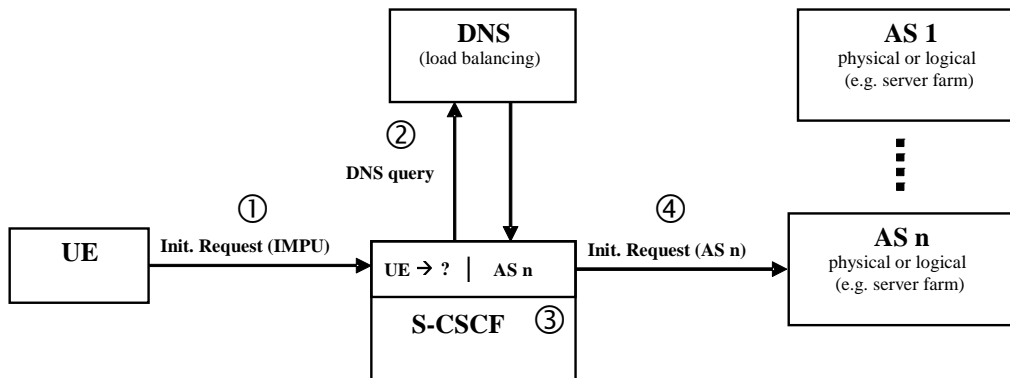 DNS
(load balancing)
AS 1
physical or logical
(e.g. server farm)
②
DNS query
①
④
UE
Init. Request (IMPU)
UE → ? | AS n
Init. Request (AS n)
AS n
physical or logical
(e.g. server farm)
S-CSCF
③